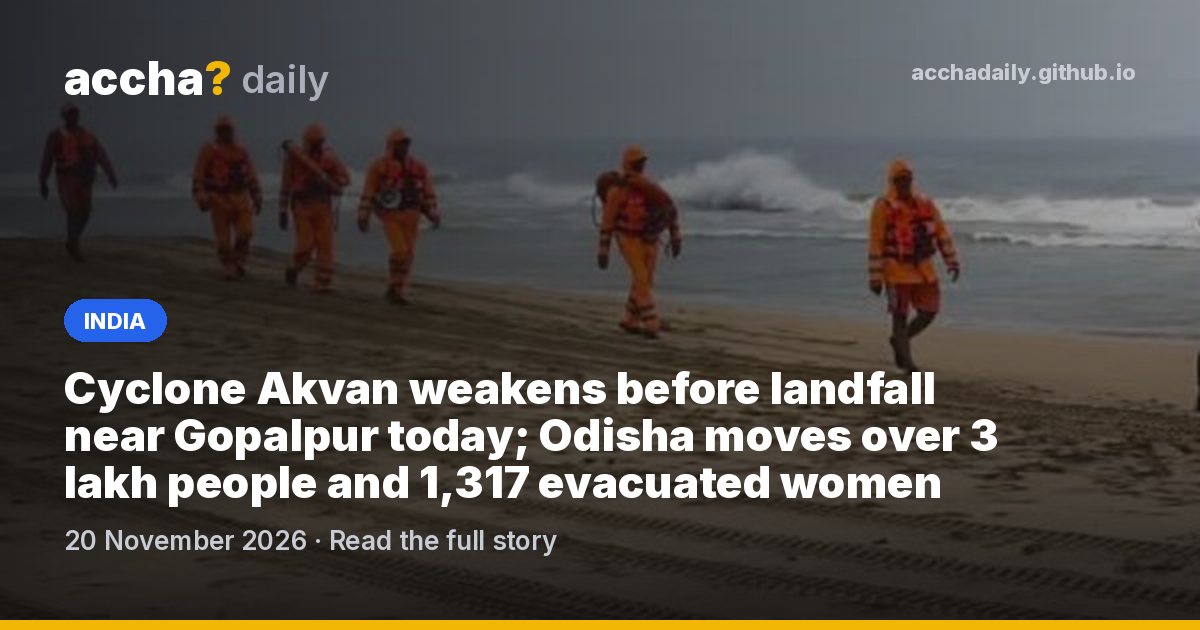 accha? daily
acchadaily.github.io
INDIA
Cyclone Akvan weakens before landfall
near Gopalpur today; Odisha moves over 3
lakh people and 1,317 evacuated women
20 November 2026 · Read the full story